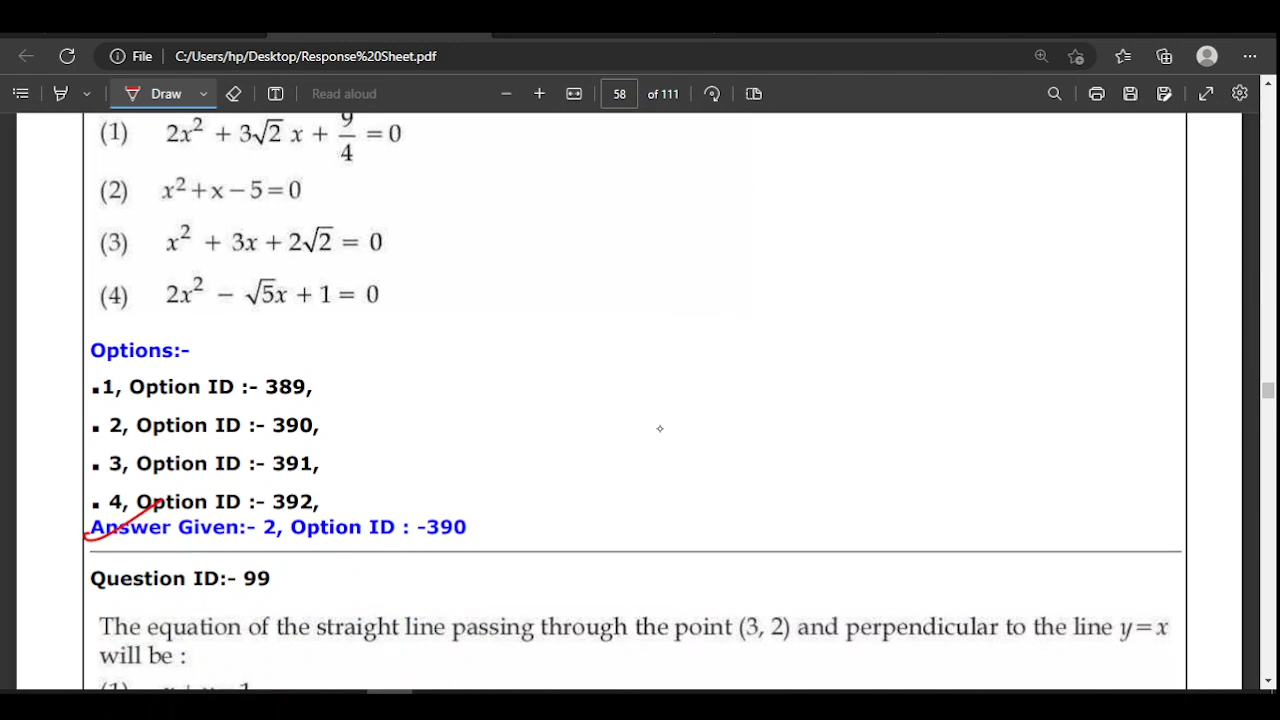 File C:/Users/hp/Desktop/Response%20Sheet.pdf
Draw Read aloud 58 of 111
(1) 2x² + 3√2 x + 9/4 = 0
(2) x² + x – 5 = 0
(3) x² + 3x + 2√2 = 0
(4) 2x² – √5x + 1 = 0
Options:-
▪1, Option ID :- 389,
▪ 2, Option ID :- 390,
▪ 3, Option ID :- 391,
▪ 4, Option ID :- 392,
Answer Given:- 2, Option ID : -390
Question ID:- 99
The equation of the straight line passing through the point (3, 2) and perpendicular to the line y=x
will be :